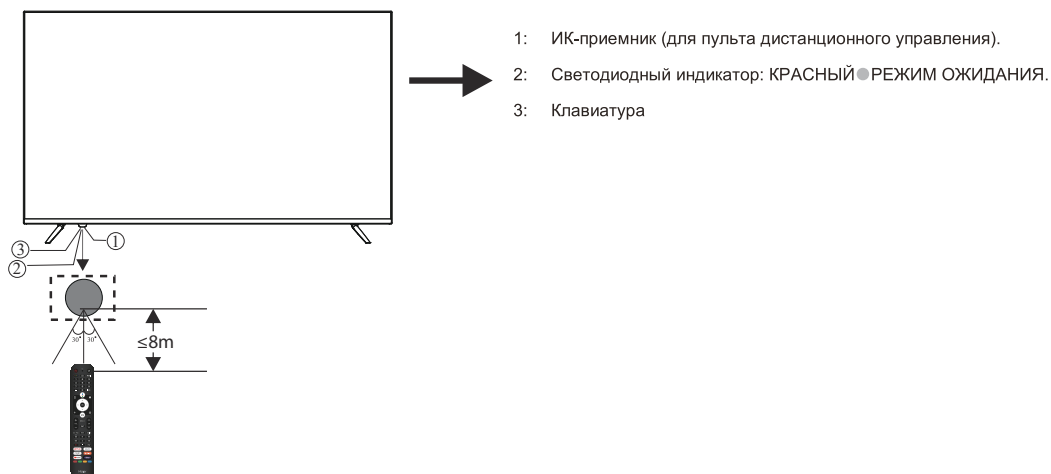 1: ИК-приемник (для пульта дистанционного управления).
2: Светодиодный индикатор: КРАСНЫЙ●РЕЖИМ ОЖИДАНИЯ.
3: Клавиатура
①
③
②
30° 30°
≤8m